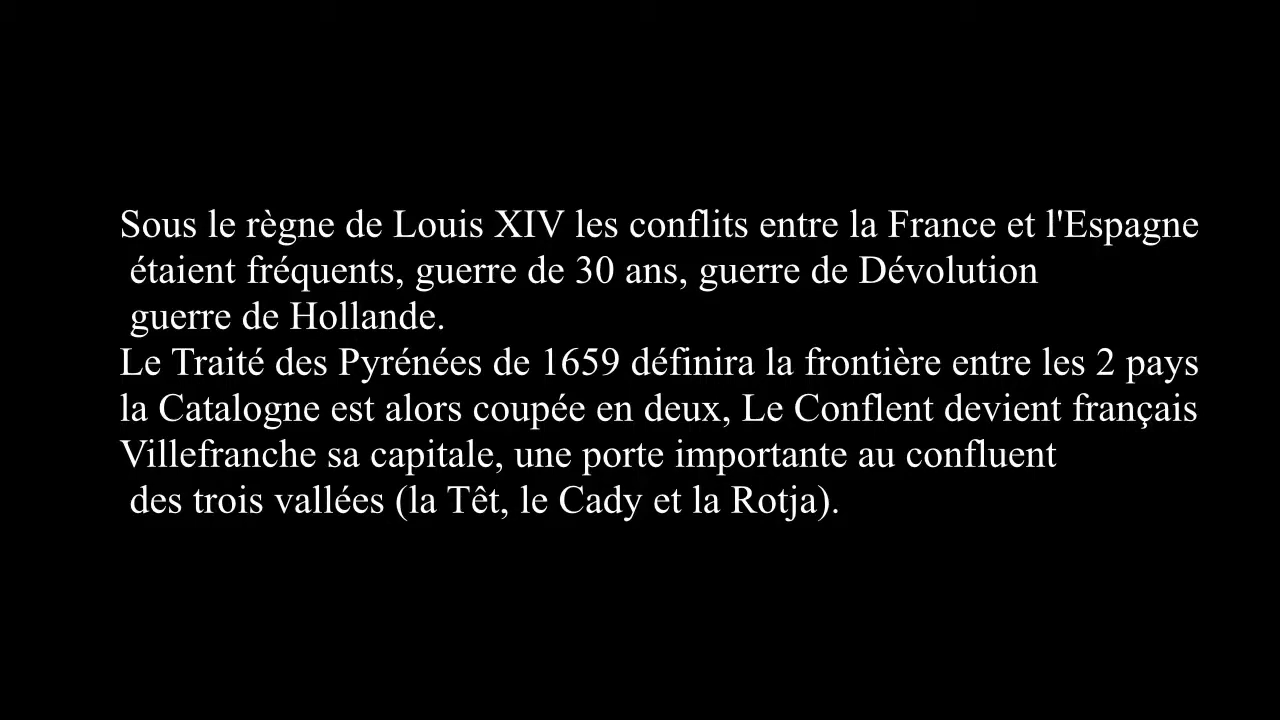 Sous le règne de Louis XIV les conflits entre la France et l'Espagne
étaient fréquents, guerre de 30 ans, guerre de Dévolution
guerre de Hollande.
Le Traité des Pyrénées de 1659 définira la frontière entre les 2 pays
la Catalogne est alors coupée en deux, Le Conflent devient français
Villefranche sa capitale, une porte importante au confluent
des trois vallées (la Têt, le Cady et la Rotja).